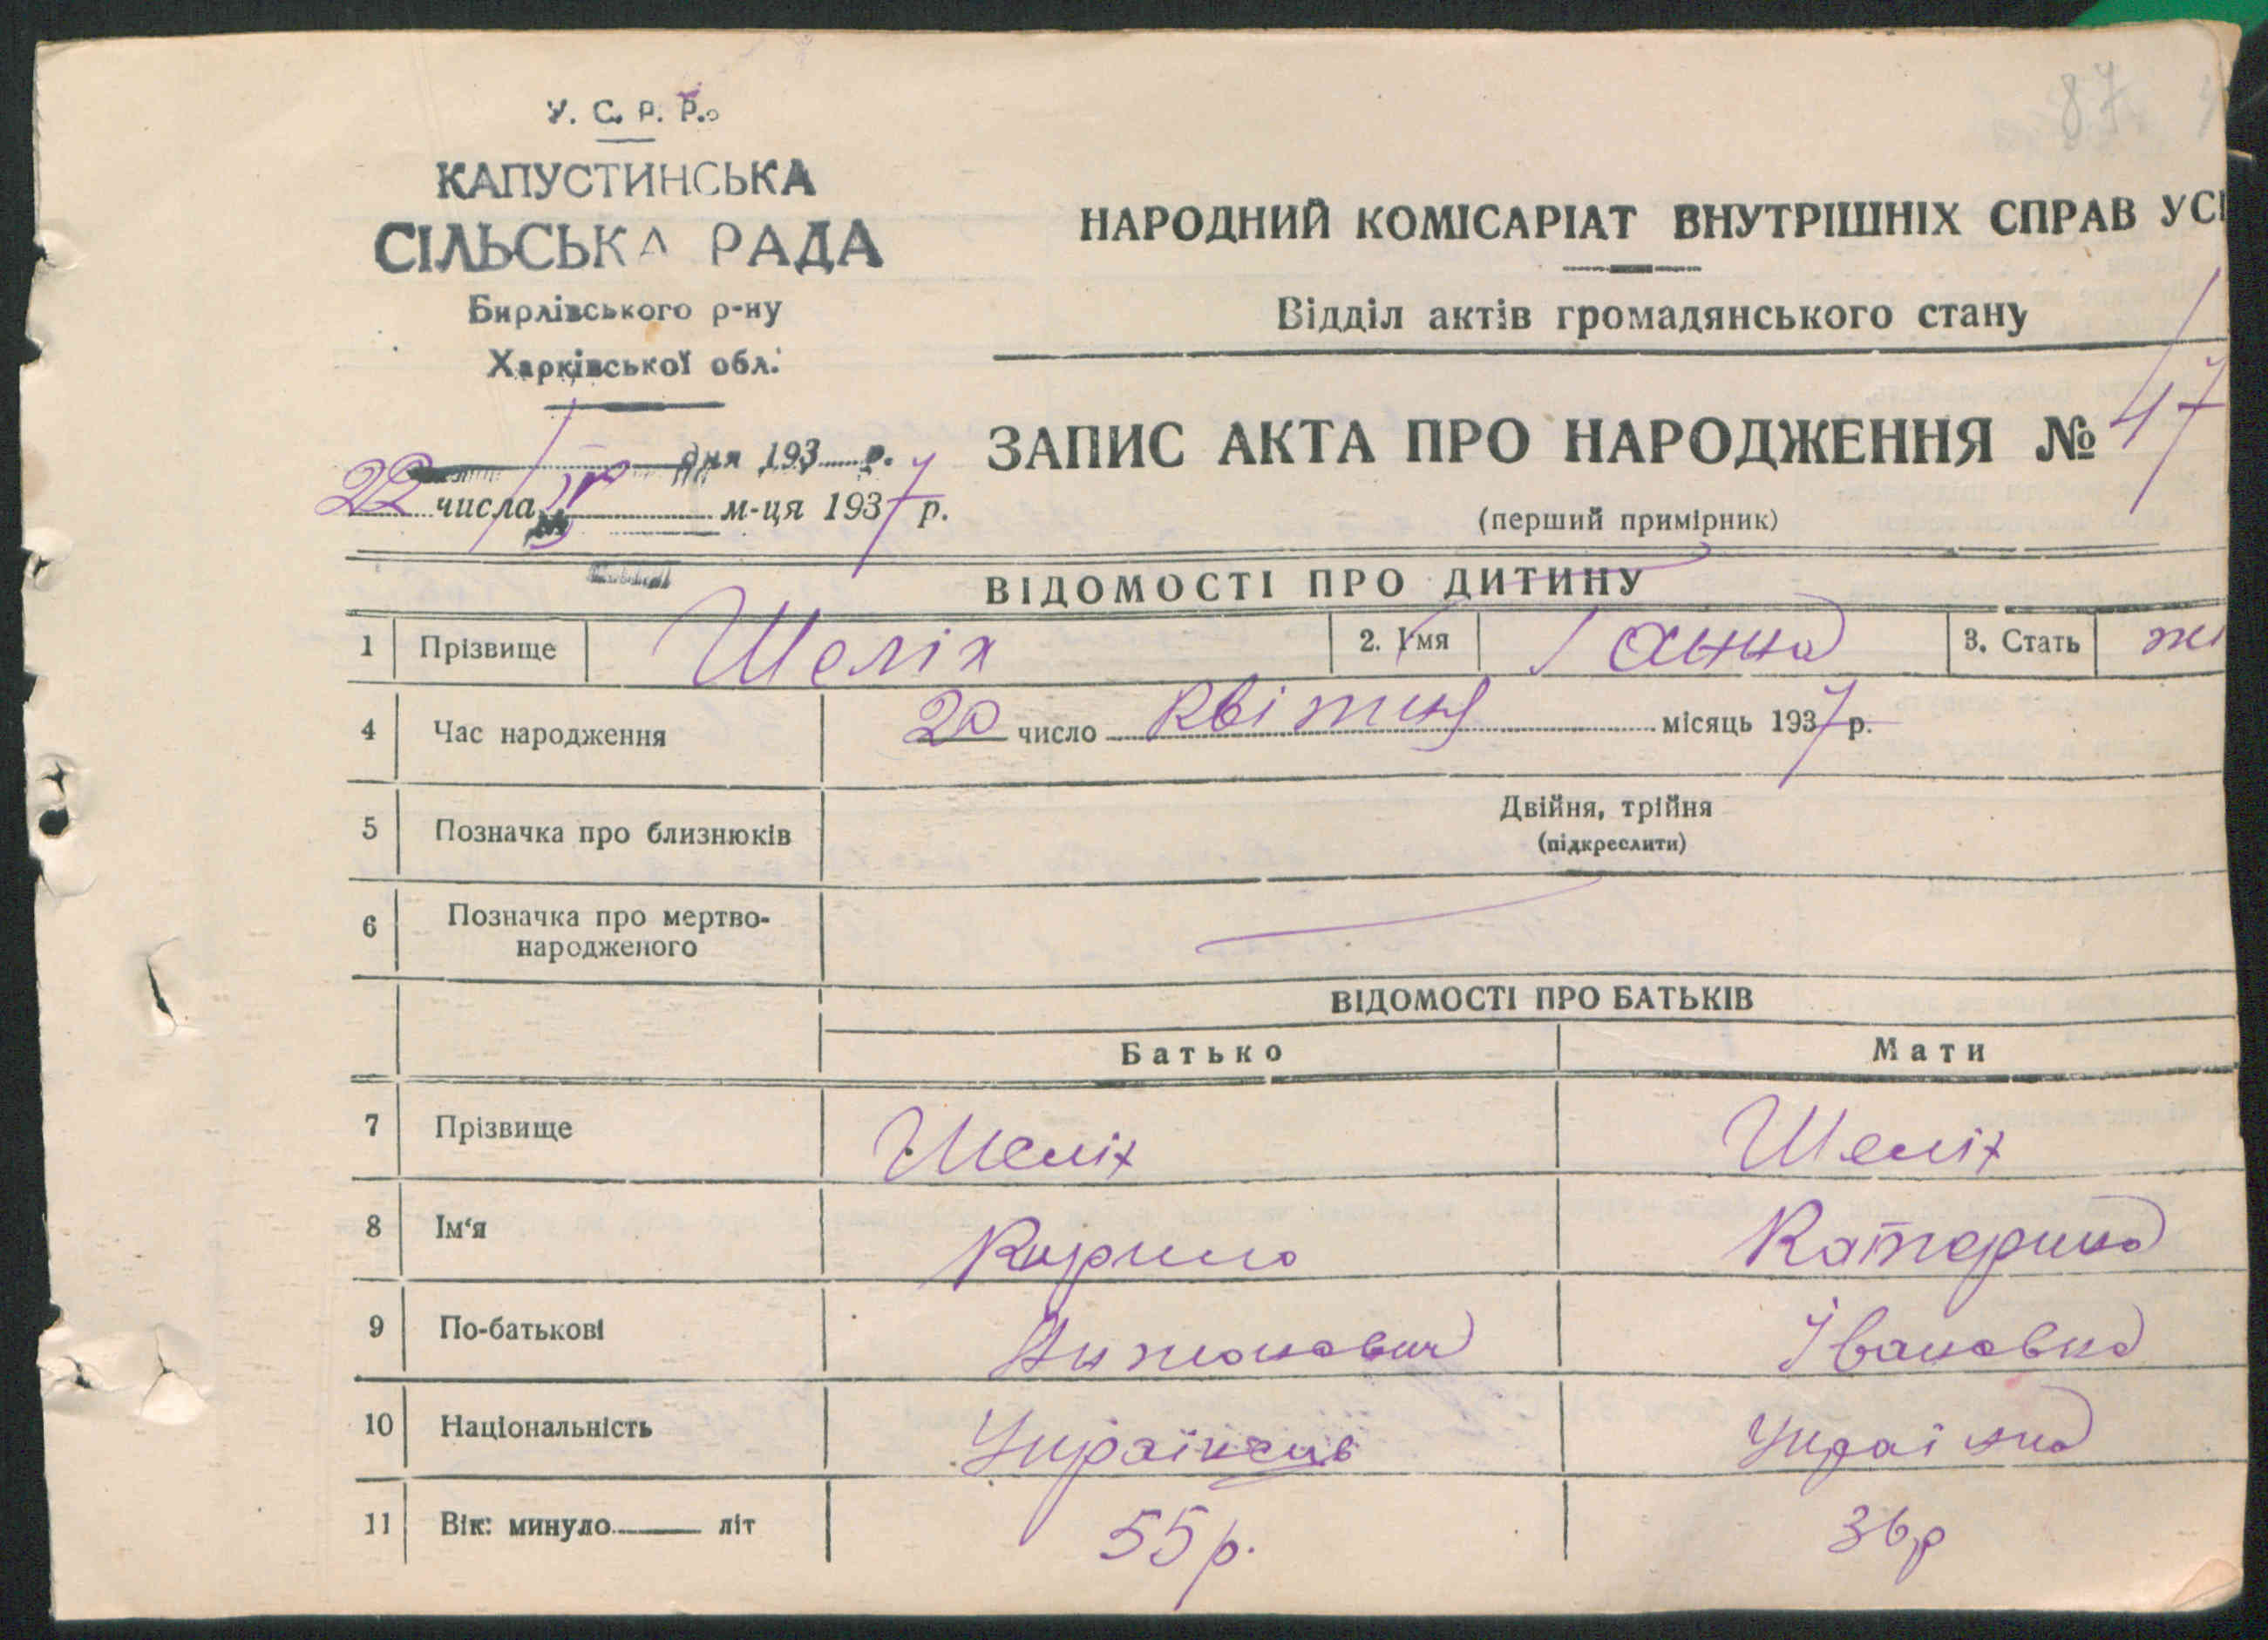 87
У. С. Р. Р.
КАПУСТИНСЬКА
СІЛЬСЬКА РАДА
Бирлівського р-ну
Харківської обл.
дня 193 р.
22 числа IV м-ця 1937 р.
НАРОДНИЙ КОМІСАРІАТ ВНУТРІШНІХ СПРАВ УС
Відділ актів громадянського стану
ЗАПИС АКТА ПРО НАРОДЖЕННЯ № 47
(перший примірник)
ВІДОМОСТІ ПРО ДИТИНУ
1 Прізвище Шеліх 2. Імя Ганна 3. Стать ж
4 Час народження 20 число квітня місяць 1937 р.
5 Позначка про близнюків Двійня, трійня
(підкреслити)
6 Позначка про мертво-
народженого
ВІДОМОСТІ ПРО БАТЬКІВ
Батько Мати
7 Прізвище Шеліх Шеліх
8 Ім'я Кирило Катерина
9 По-батькові Антонович Івановна
10 Національність Українець Українка
11 Вік: минуло літ 55 р. 36 р